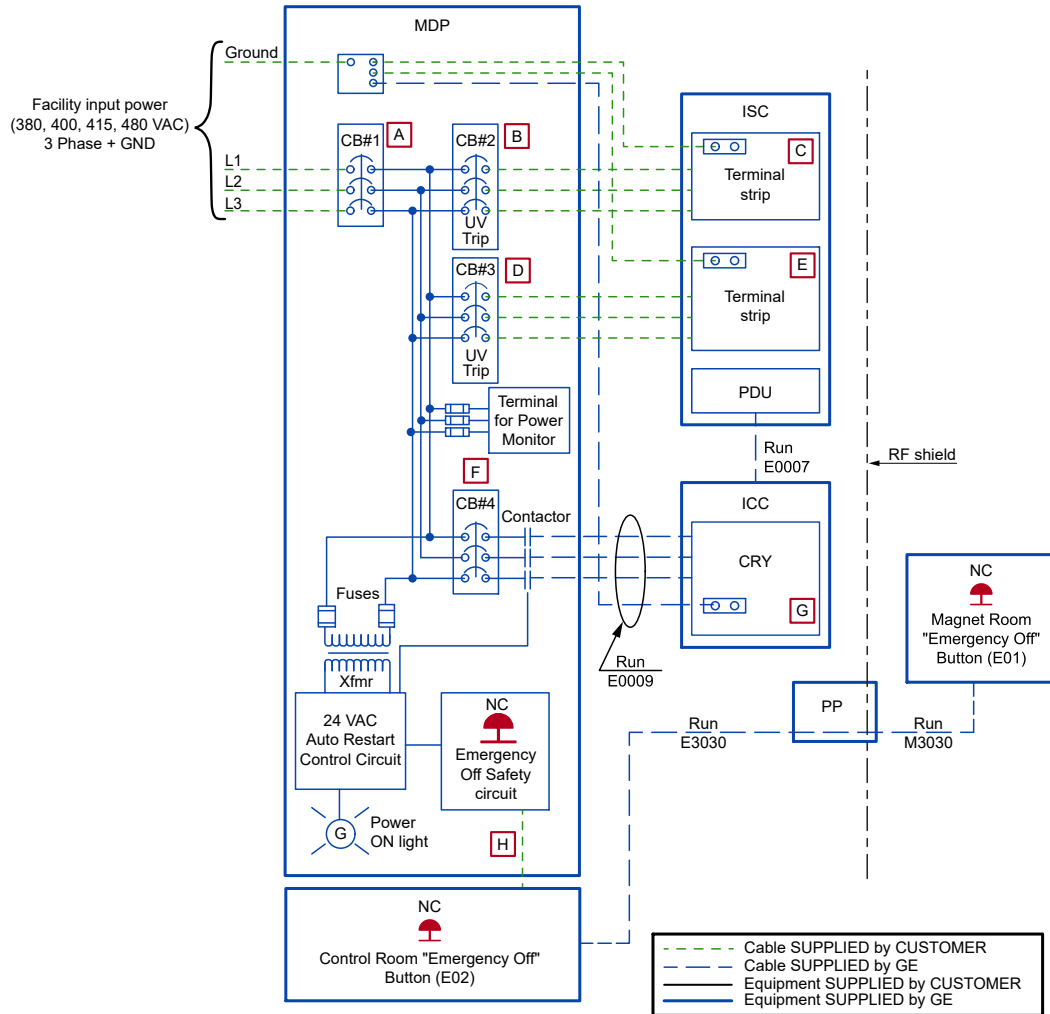 MDP
Ground
Facility input power
(380, 400, 415, 480 VAC)
3 Phase + GND
L1
L2
L3
CB#1
A
CB#2
B
UV
Trip
CB#3
D
UV
Trip
Terminal
for Power
Monitor
F
CB#4
Contactor
Fuses
Xfmr
24 VAC
Auto Restart
Control Circuit
NC
Emergency
Off Safety
circuit
G
Power
ON light
H
ISC
C
Terminal
strip
E
Terminal
strip
PDU
Run
E0007
RF shield
ICC
CRY
G
Run
E0009
NC
Magnet Room
"Emergency Off"
Button (E01)
PP
Run
E3030
Run
M3030
NC
Control Room "Emergency Off"
Button (E02)
Cable SUPPLIED by CUSTOMER
Cable SUPPLIED by GE
Equipment SUPPLIED by CUSTOMER
Equipment SUPPLIED by GE